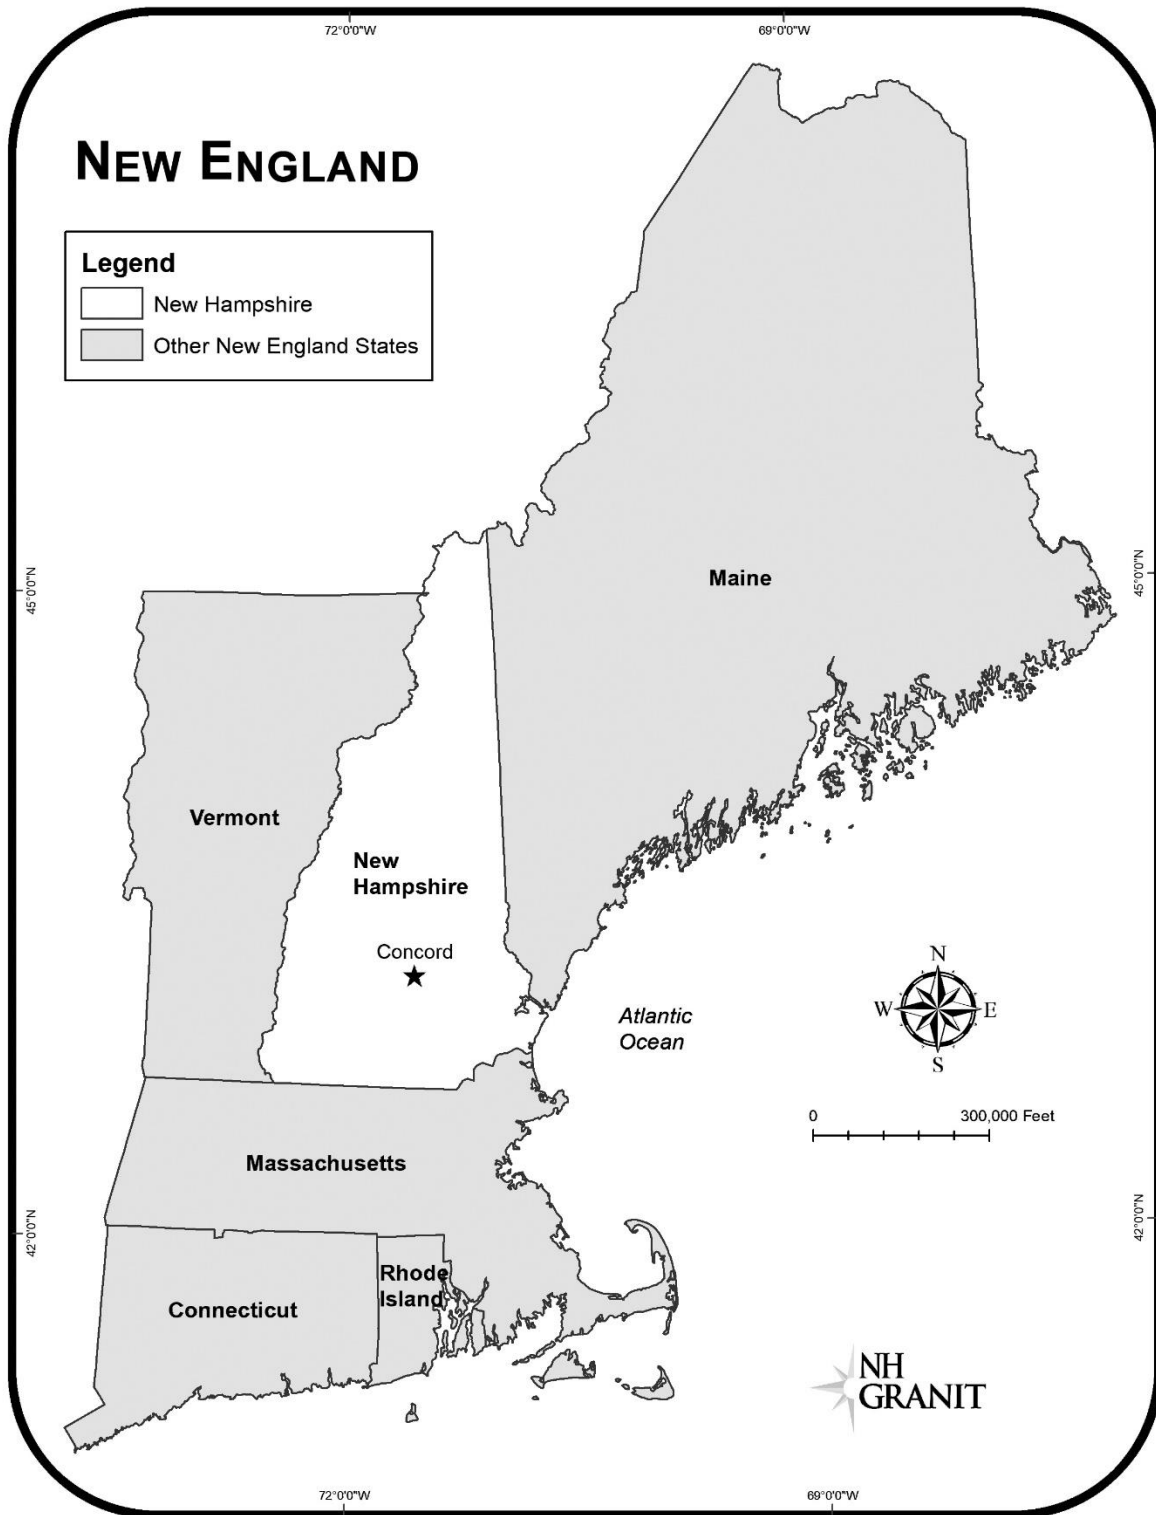 72°0'0"W
69°0'0"W
NEW ENGLAND
Legend
New Hampshire
Other New England States
Maine
45°0'0"N
45°0'0"N
Vermont
New
Hampshire
Concord
Atlantic
Ocean
N
W
E
S
0
300,000 Feet
Massachusetts
42°0'0"N
42°0'0"N
Rhode
Island
Connecticut
NH
GRANIT
72°0'0"W
69°0'0"W